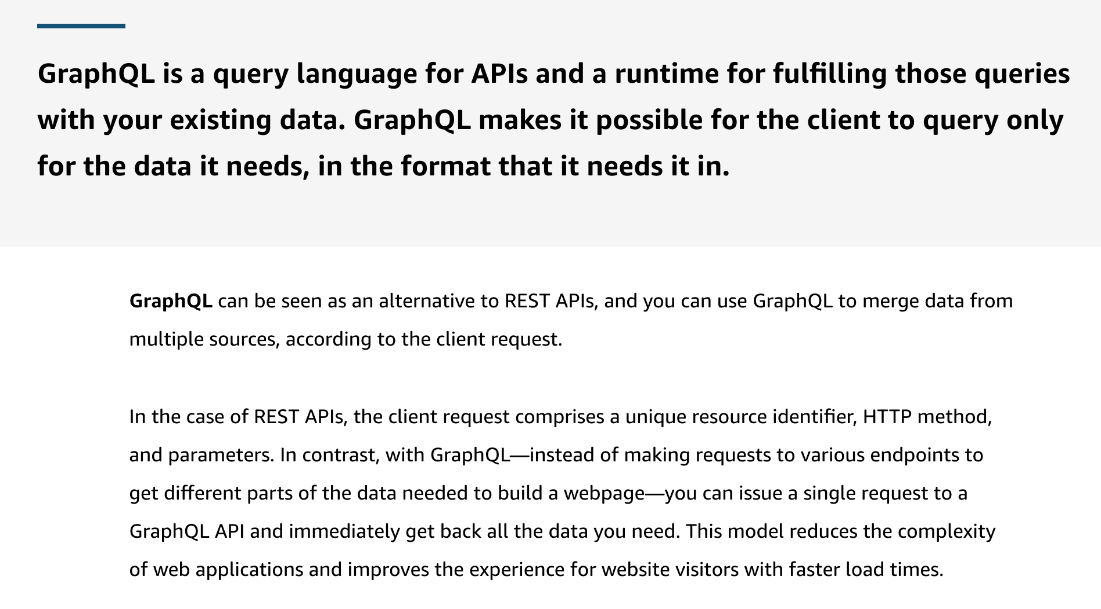 GraphQL is a query language for APIs and a runtime for fulfilling those queries
with your existing data. GraphQL makes it possible for the client to query only
for the data it needs, in the format that it needs it in.
GraphQL can be seen as an alternative to REST APIs, and you can use GraphQL to merge data from
multiple sources, according to the client request.
In the case of REST APIs, the client request comprises a unique resource identifier, HTTP method,
and parameters. In contrast, with GraphQL—instead of making requests to various endpoints to
get different parts of the data needed to build a webpage—you can issue a single request to a
GraphQL API and immediately get back all the data you need. This model reduces the complexity
of web applications and improves the experience for website visitors with faster load times.